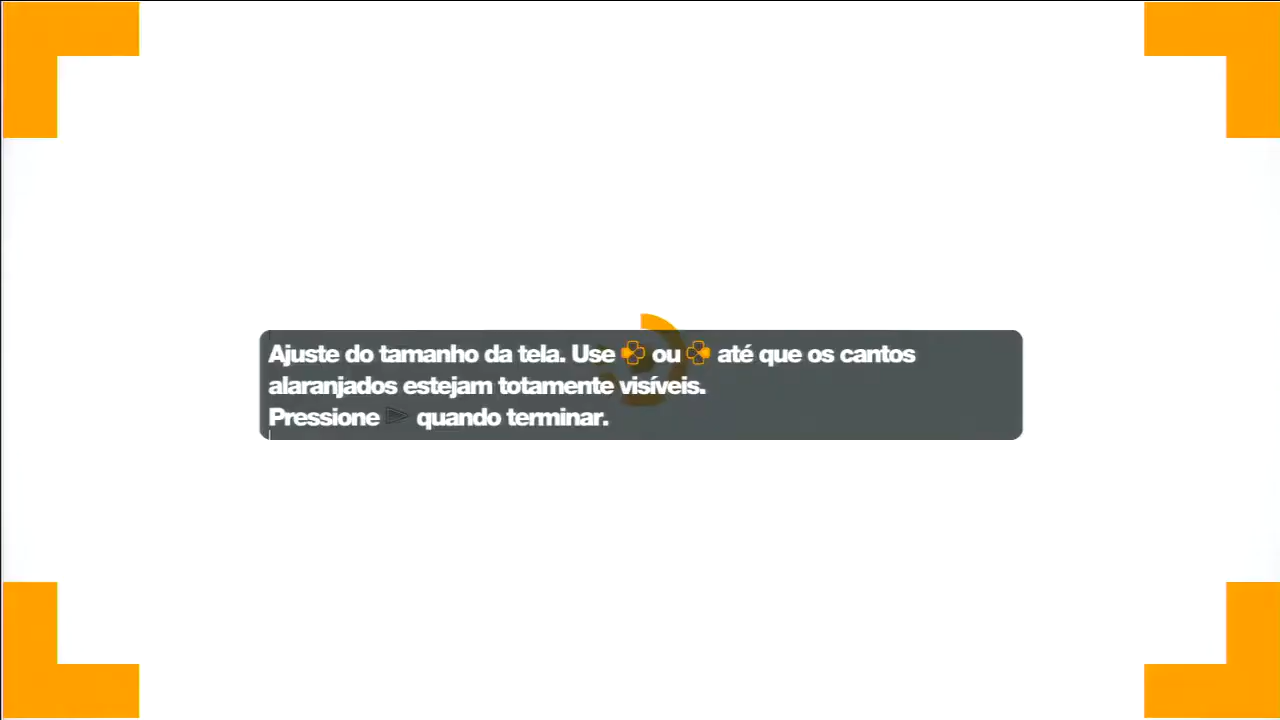 Ajuste do tamanho da tela. Use ou até que os cantos
alaranjados estejam totamente visíveis.
Pressione quando terminar.